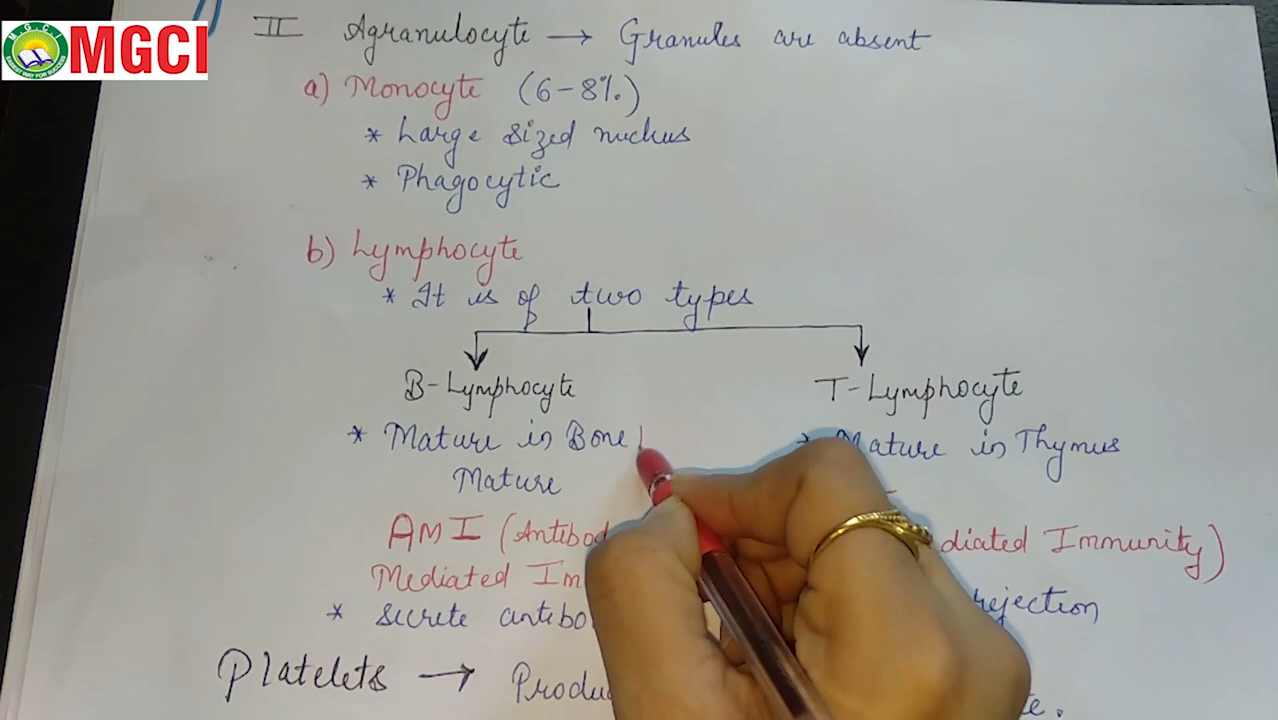 MGCI
II Agranulocyte → Granules are absent
a) Monocyte (6-8%)
* Large sized nucleus
* Phagocytic
b) Lymphocyte
* It is of two types
B-Lymphocyte T-Lymphocyte
* Mature in Bone * Mature in Thymus
Mature
AMI (Antibod diated Immunity)
Mediated Im
* Secrete antibo rejection
Platelets → Produ